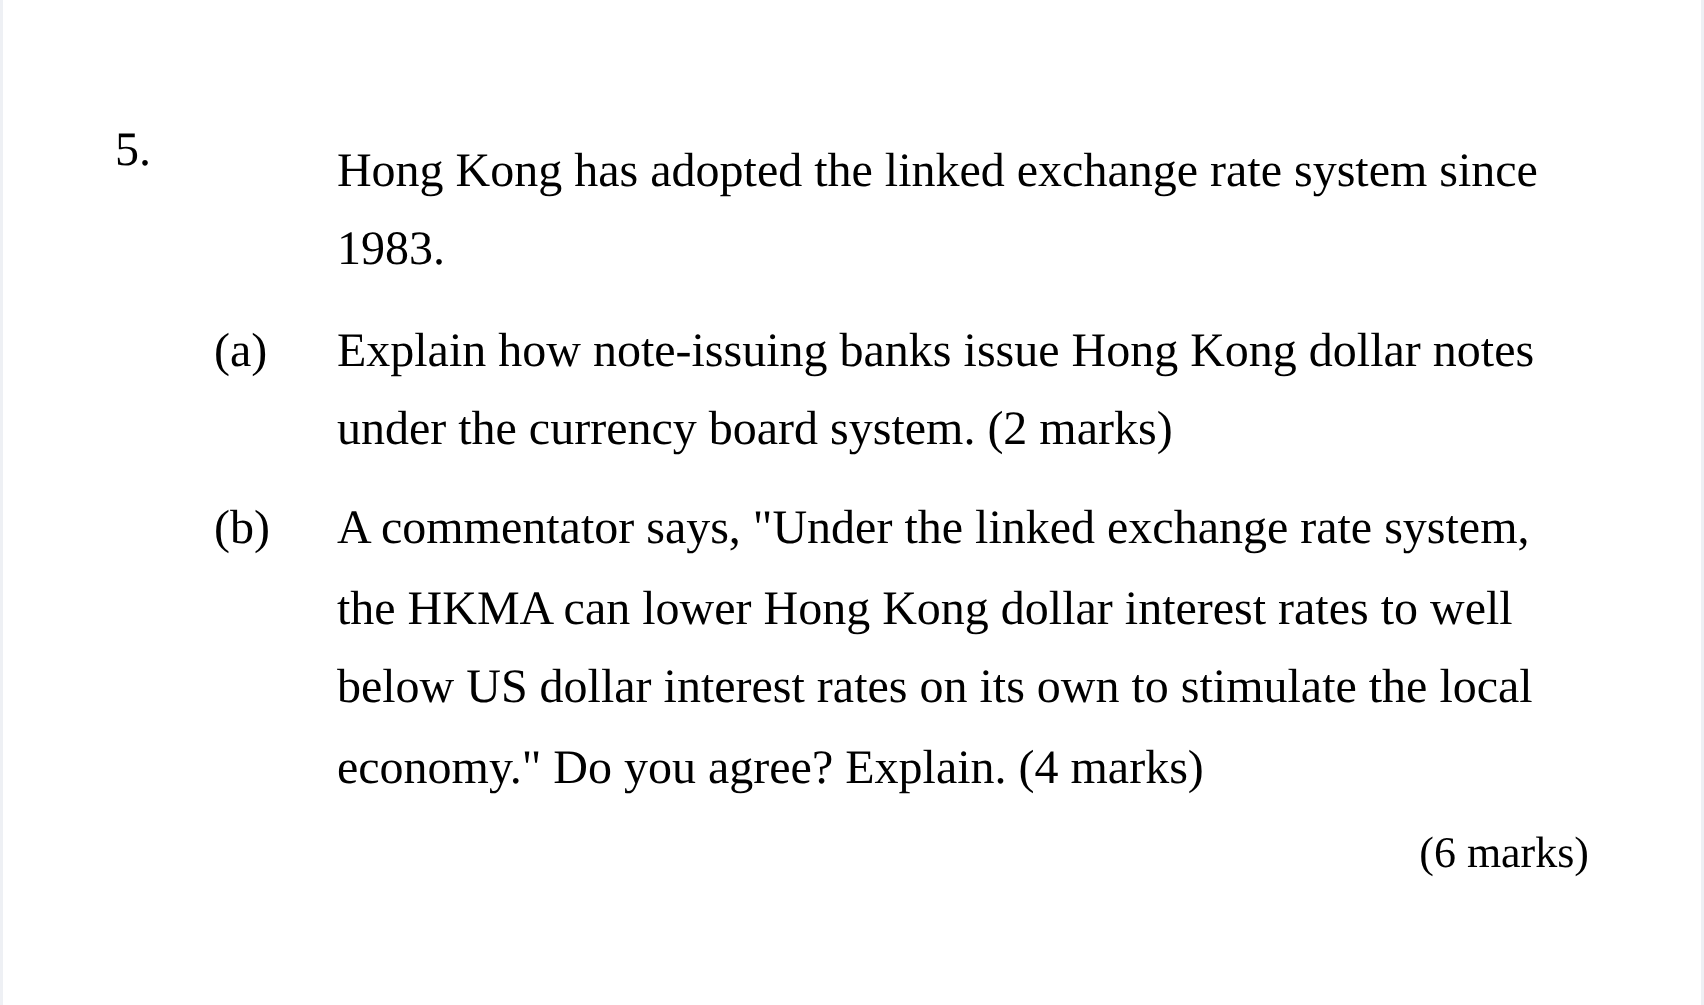 5.
Hong Kong has adopted the linked exchange rate system since
1983.
(a) Explain how note-issuing banks issue Hong Kong dollar notes
under the currency board system. (2 marks)
(b) A commentator says, "Under the linked exchange rate system,
the HKMA can lower Hong Kong dollar interest rates to well
below US dollar interest rates on its own to stimulate the local
economy." Do you agree? Explain. (4 marks)
(6 marks)